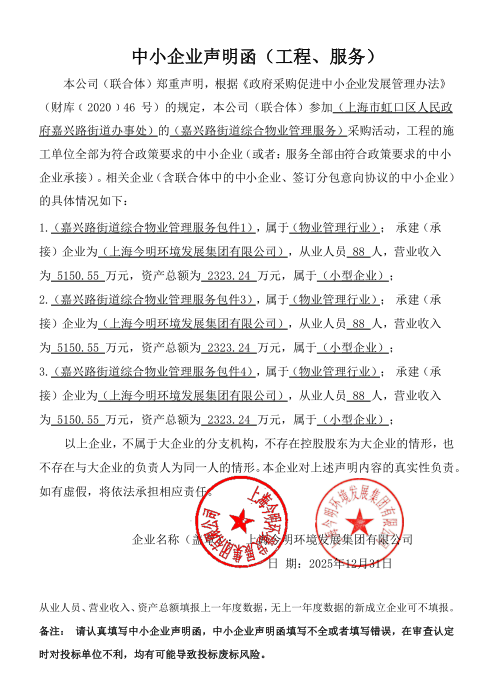 中小企业声明函（工程、服务）
本公司（联合体）郑重声明，根据《政府采购促进中小企业发展管理办法》
（财库﹝2020﹞46 号）的规定，本公司（联合体）参加（上海市虹口区人民政
府嘉兴路街道办事处）的（嘉兴路街道综合物业管理服务）采购活动，工程的施
工单位全部为符合政策要求的中小企业（或者：服务全部由符合政策要求的中小
企业承接）。相关企业（含联合体中的中小企业、签订分包意向协议的中小企业）
的具体情况如下：
1.（嘉兴路街道综合物业管理服务包件1），属于（物业管理行业）； 承建（承
接）企业为（上海今明环境发展集团有限公司），从业人员 88 人，营业收入
为 5150.55 万元，资产总额为 2323.24 万元，属于（小型企业）；
2.（嘉兴路街道综合物业管理服务包件3），属于（物业管理行业）； 承建（承
接）企业为（上海今明环境发展集团有限公司），从业人员 88 人，营业收入
为 5150.55 万元，资产总额为 2323.24 万元，属于（小型企业）；
3.（嘉兴路街道综合物业管理服务包件4），属于（物业管理行业）； 承建（承
接）企业为（上海今明环境发展集团有限公司），从业人员 88 人，营业收入
为 5150.55 万元，资产总额为 2323.24 万元，属于（小型企业）；
以上企业，不属于大企业的分支机构，不存在控股股东为大企业的情形，也
不存在与大企业的负责人为同一人的情形。本企业对上述声明内容的真实性负责。
如有虚假，将依法承担相应责任。
上海今明环境发展集团有限公司
上海今明环境发展集团有限公司
企业名称（盖章）： 上海今明环境发展集团有限公司
日 期：2025年12月31日
从业人员、营业收入、资产总额填报上一年度数据，无上一年度数据的新成立企业可不填报。
备注： 请认真填写中小企业声明函，中小企业声明函填写不全或者填写错误，在审查认定
时对投标单位不利，均有可能导致投标废标风险。